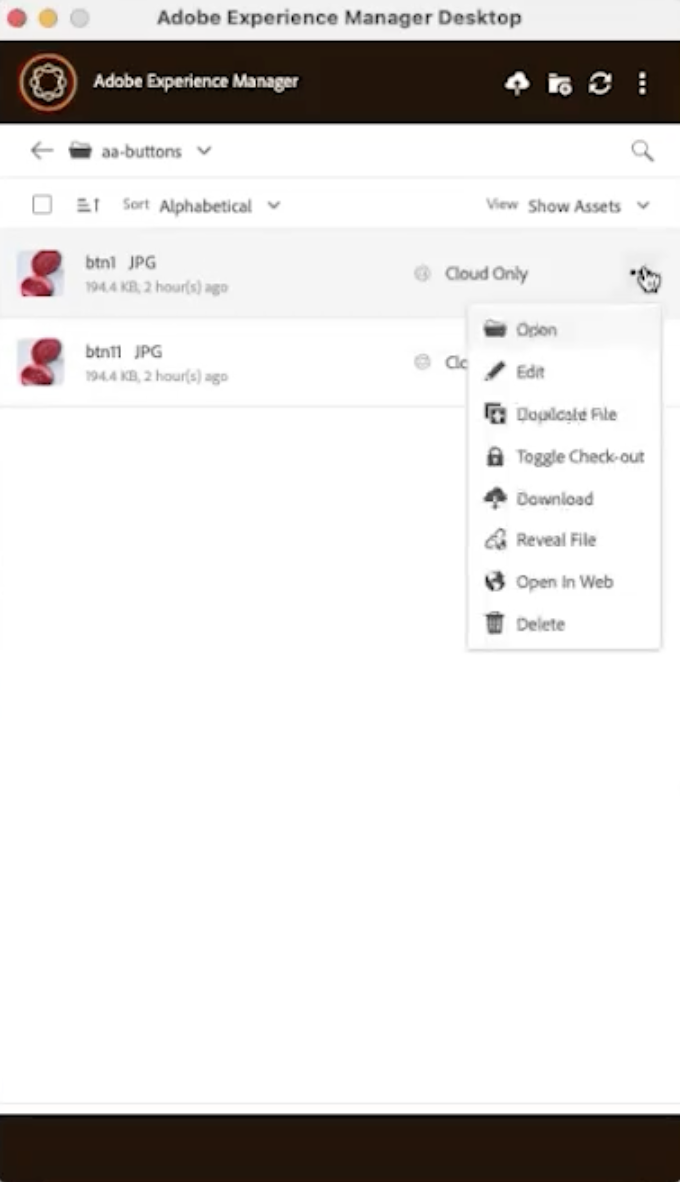 Adobe Experience Manager Desktop
Adobe Experience Manager
aa-buttons
Sort Alphabetical
View Show Assets
btn1 JPG
194.4 KB, 2 hour(s) ago
Cloud Only
btn11 JPG
194.4 KB, 2 hour(s) ago
Clo
Open
Edit
Duplicate File
Toggle Check-out
Download
Reveal File
Open In Web
Delete